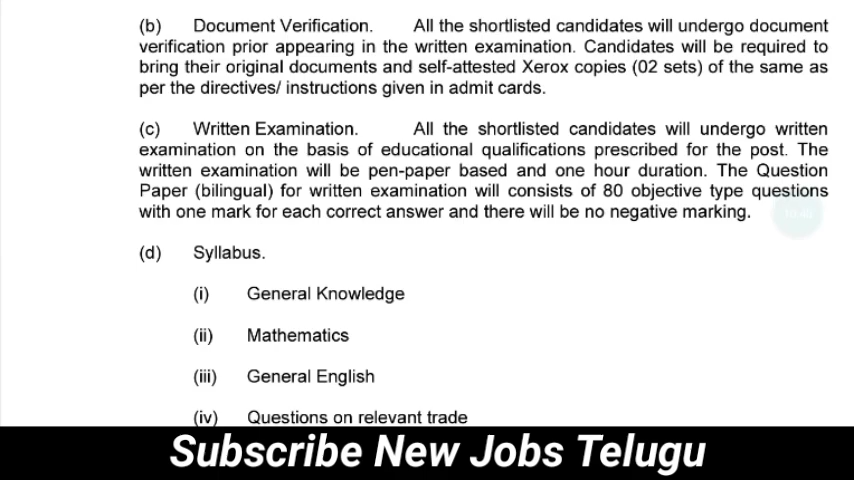 (b) Document Verification. All the shortlisted candidates will undergo document
verification prior appearing in the written examination. Candidates will be required to
bring their original documents and self-attested Xerox copies (02 sets) of the same as
per the directives/ instructions given in admit cards.
(c) Written Examination. All the shortlisted candidates will undergo written
examination on the basis of educational qualifications prescribed for the post. The
written examination will be pen-paper based and one hour duration. The Question
Paper (bilingual) for written examination will consists of 80 objective type questions
with one mark for each correct answer and there will be no negative marking.
(d) Syllabus.
(i) General Knowledge
(ii) Mathematics
(iii) General English
(iv) Questions on relevant trade
Subscribe New Jobs Telugu